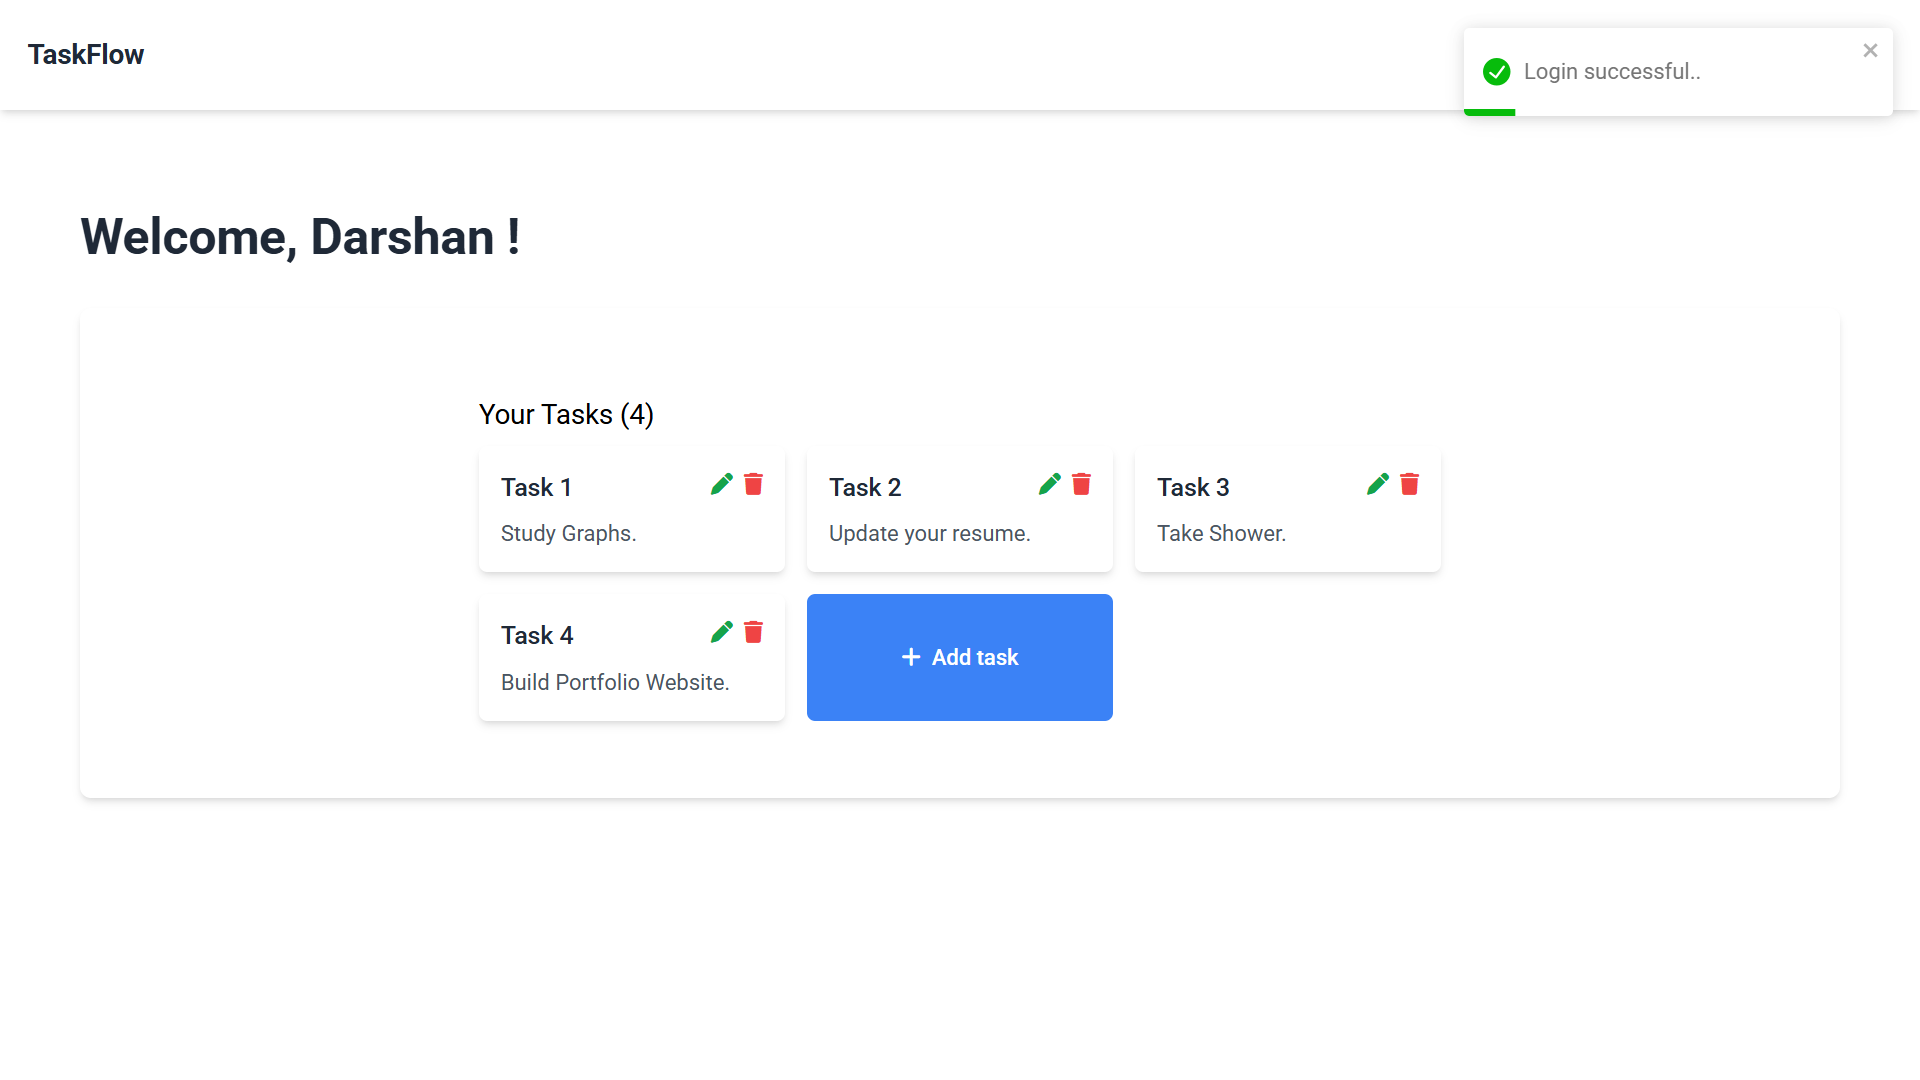 TaskFlow
Login successful..
Welcome, Darshan !
Your Tasks (4)
Task 1
Study Graphs.
Task 2
Update your resume.
Task 3
Take Shower.
Task 4
Build Portfolio Website.
Add task